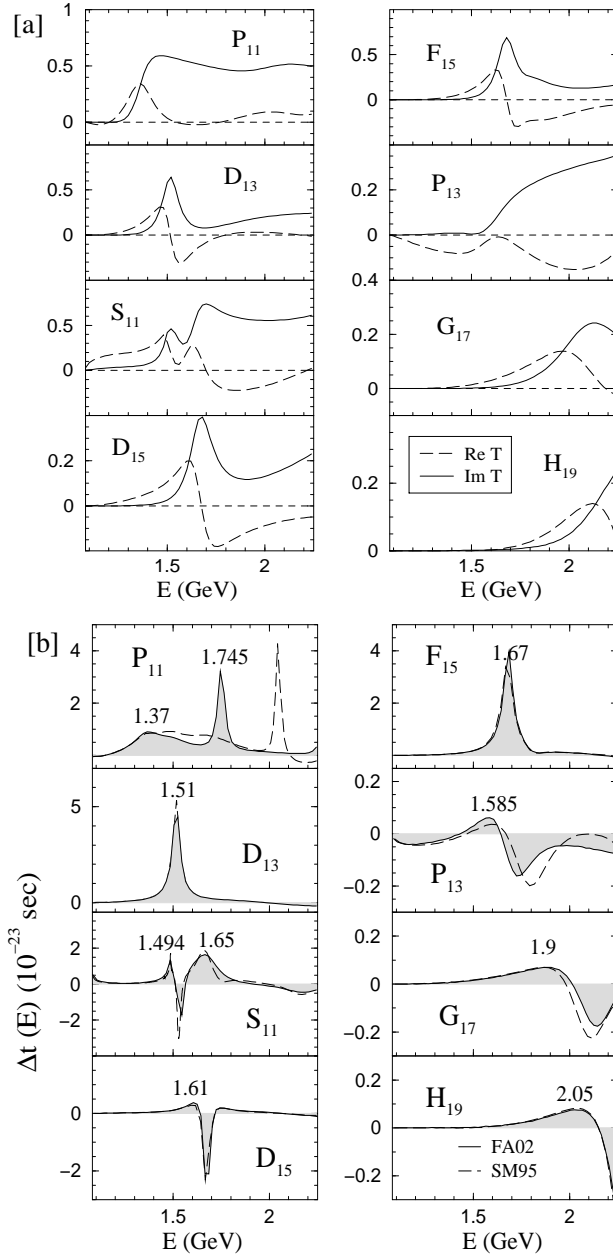 [a]
P₁₁
1
0.5
0
D₁₃
1
0.5
0
S₁₁
1
0.5
0
D₁₅
0.2
0
1.5
2
E (GeV)
F₁₅
0.5
0
P₁₃
0.2
0
G₁₇
0.4
0.2
0
H₁₉
Re T
Im T
0.2
0
1.5
2
E (GeV)
[b]
P₁₁
1.745
1.37
4
2
1.51
D₁₃
5
0
1.494
1.65
S₁₁
2
0
−2
1.61
D₁₅
0
−2
1.5
2
E (GeV)
Δt (E) (10⁻²³ sec)
F₁₅
1.67
4
2
1.585
P₁₃
0.2
0
−0.2
1.9
G₁₇
0.2
0
−0.2
H₁₉
2.05
FA02
SM95
0.2
0
−0.2
1.5
2
E (GeV)